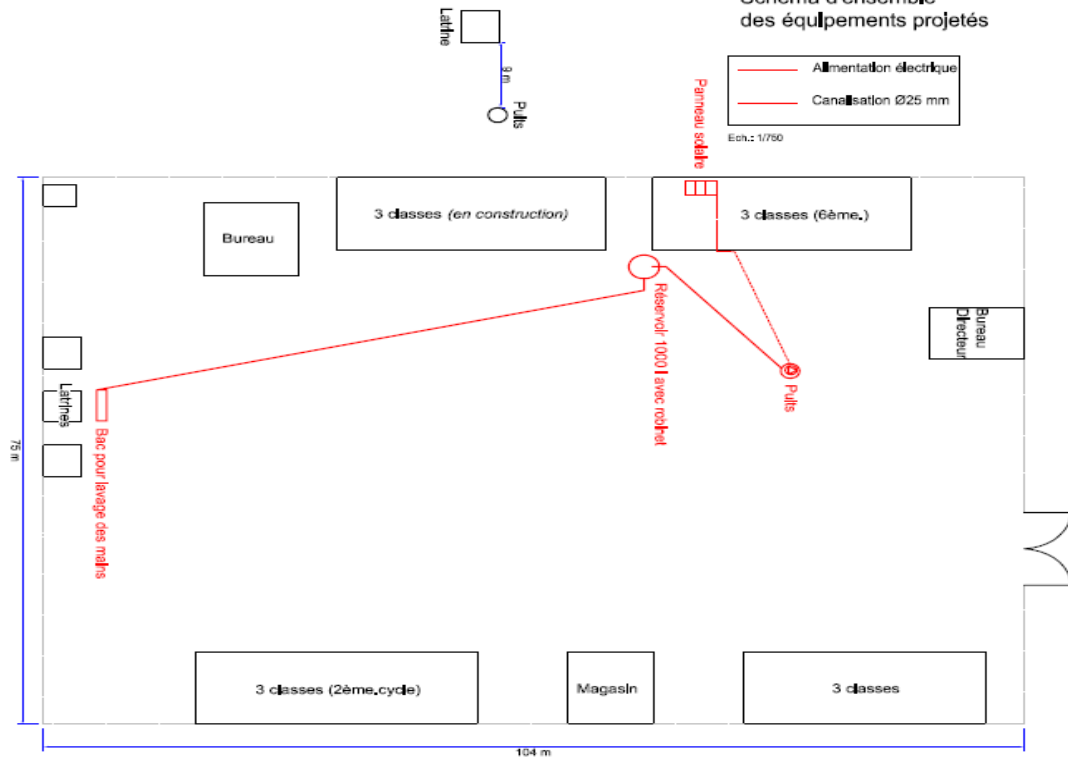 Schéma d'ensemble
des équipements projetés
Alimentation électrique
Canalisation Ø25 mm
Ech.: 1/750
Latrine
9 m
Puits
Panneau solaire
3 classes (en construction)
3 classes (6ème.)
Bureau
Réservoir 1000 l avec robinet
Bureau
Directeur
Puits
Latrines
Bac pour lavage des mains
75 m
3 classes (2ème.cycle)
Magasin
3 classes
104 m